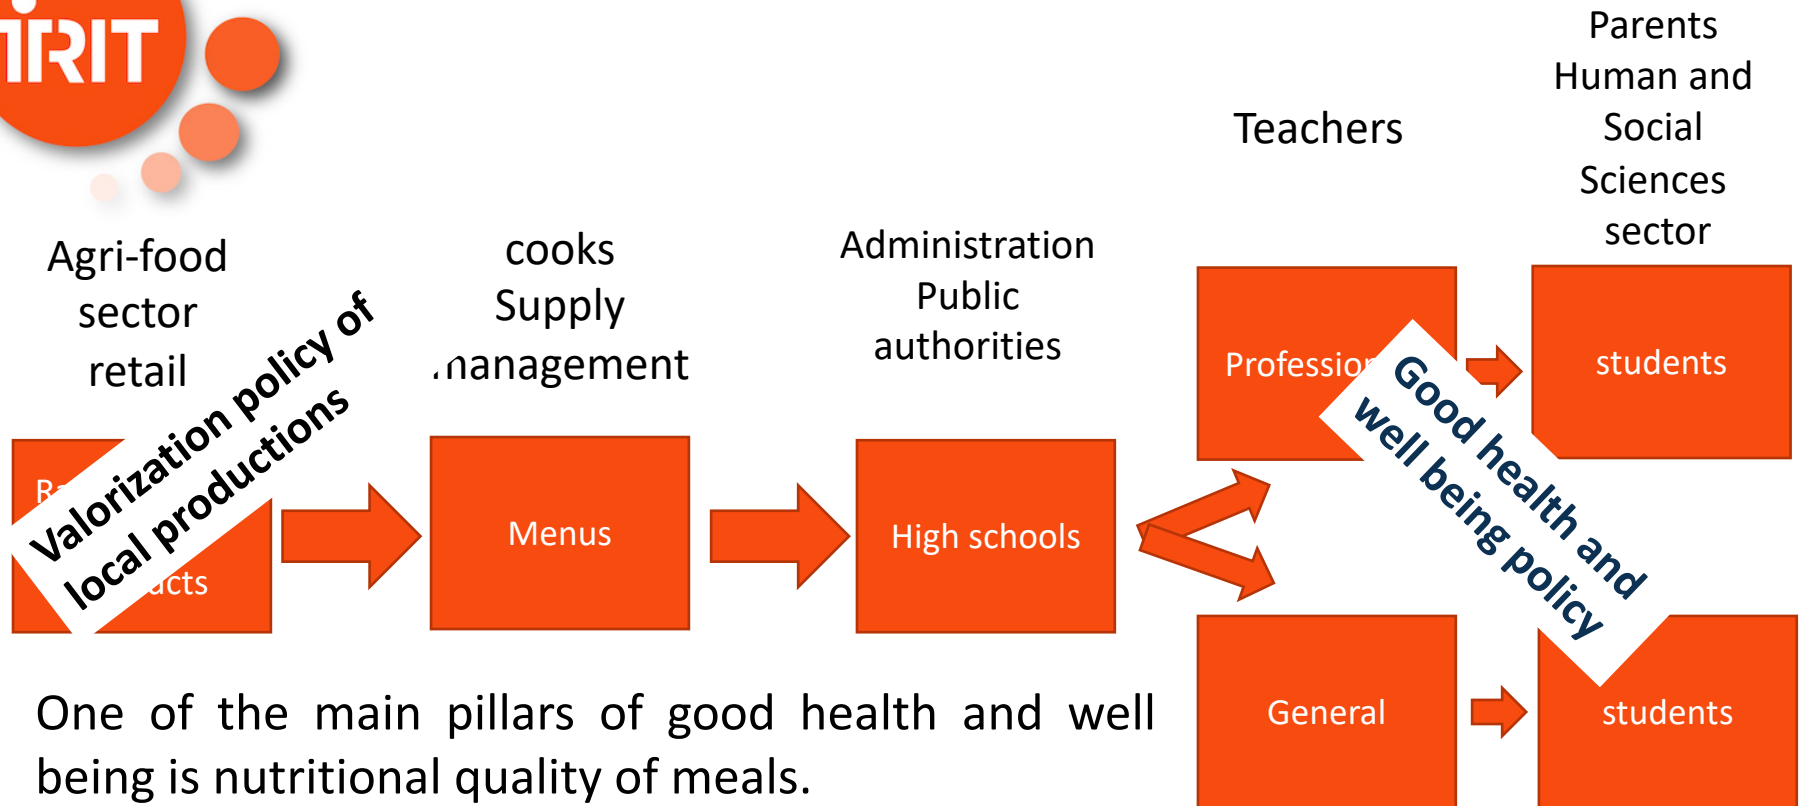 IRIT
Parents
Human and
Social
Sciences
sector
Teachers
Agri-food
sector
retail
cooks
Supply
management
Administration
Public
authorities
Valorization policy of
local productions
Menus
High schools
students
Good health and
well being policy
General
students
One of the main pillars of good health and well
being is nutritional quality of meals.